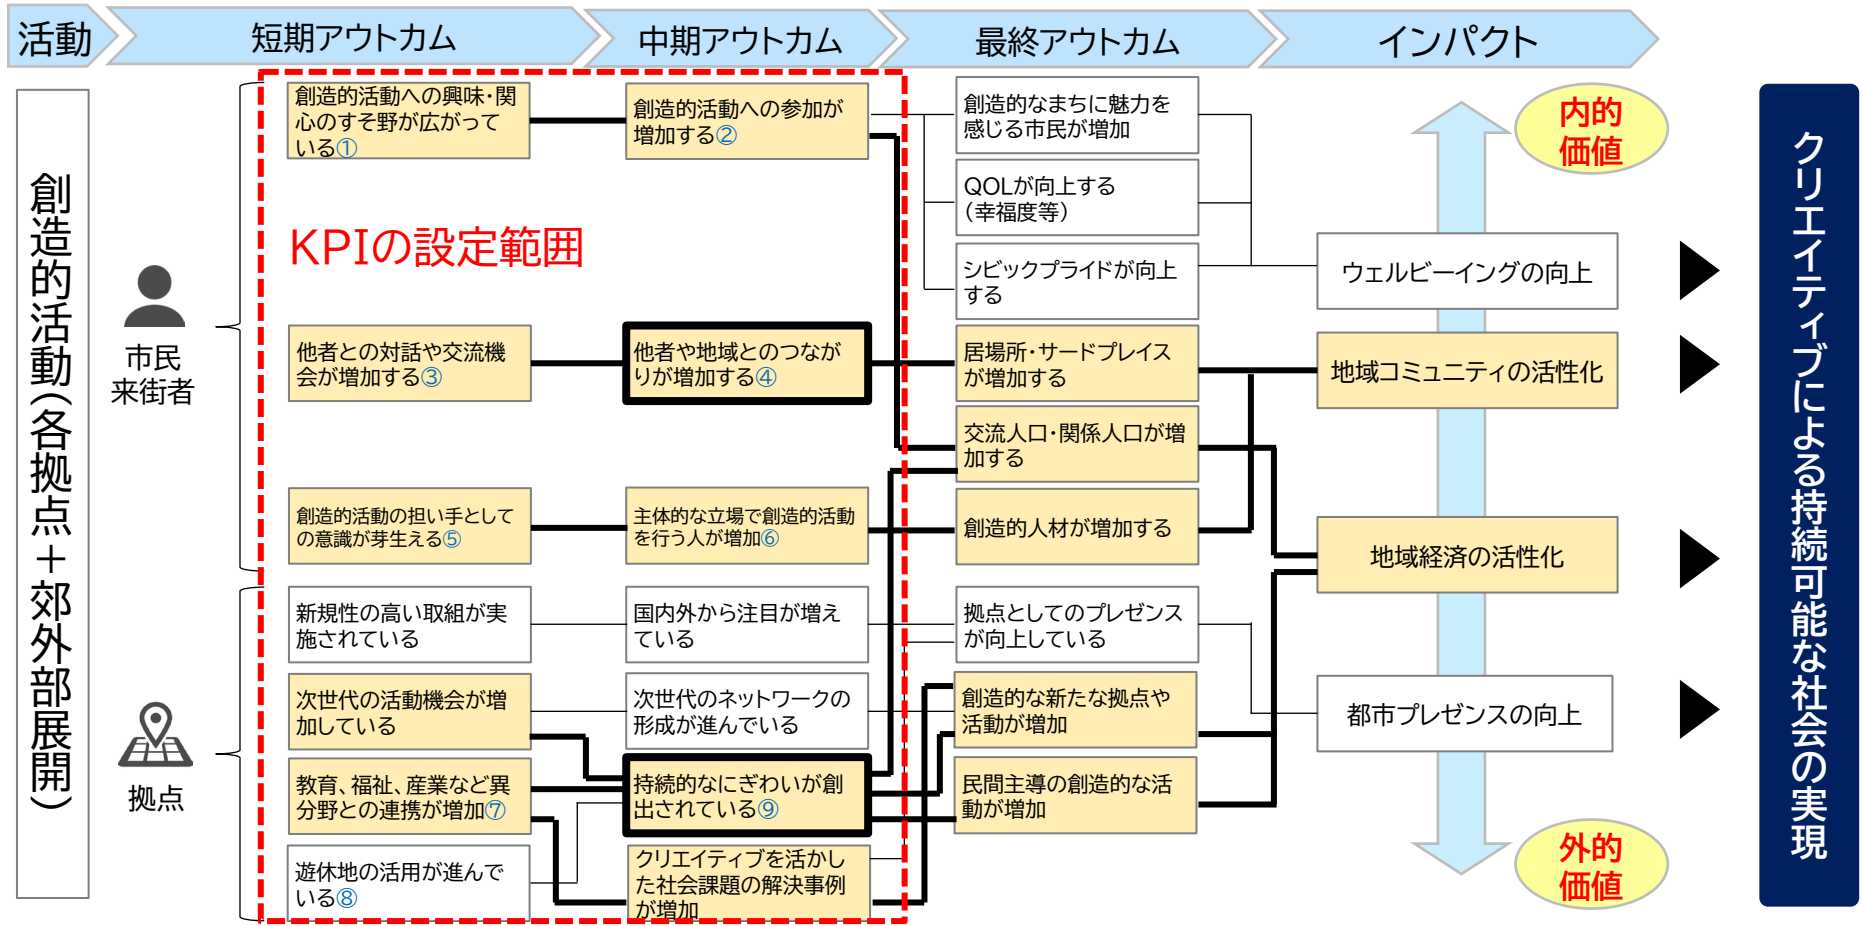 活動
短期アウトカム
中期アウトカム
最終アウトカム
インパクト
創造的活動（各拠点＋郊外部展開）
市民
来街者
拠点
KPIの設定範囲
創造的活動への興味・関
心のすそ野が広がって
いる①
他者との対話や交流機
会が増加する③
創造的活動の担い手として
の意識が芽生える⑤
新規性の高い取組が実
施されている
次世代の活動機会が増
加している
教育、福祉、産業など異
分野との連携が増加⑦
遊休地の活用が進んで
いる⑧
創造的活動への参加が
増加する②
他者や地域とのつなが
りが増加する④
主体的な立場で創造的活動
を行う人が増加⑥
国内外から注目が増え
ている
次世代のネットワークの
形成が進んでいる
持続的なにぎわいが創
出されている⑨
クリエイティブを活かし
た社会課題の解決事例
が増加
創造的なまちに魅力を
感じる市民が増加
QOLが向上する
（幸福度等）
シビックプライドが向上
する
居場所・サードプレイス
が増加する
交流人口・関係人口が増
加する
創造的人材が増加する
拠点としてのプレゼンス
が向上している
創造的な新たな拠点や
活動が増加
民間主導の創造的な活
動が増加
内的
価値
ウェルビーイングの向上
地域コミュニティの活性化
地域経済の活性化
都市プレゼンスの向上
外的
価値
クリエイティブによる持続可能な社会の実現